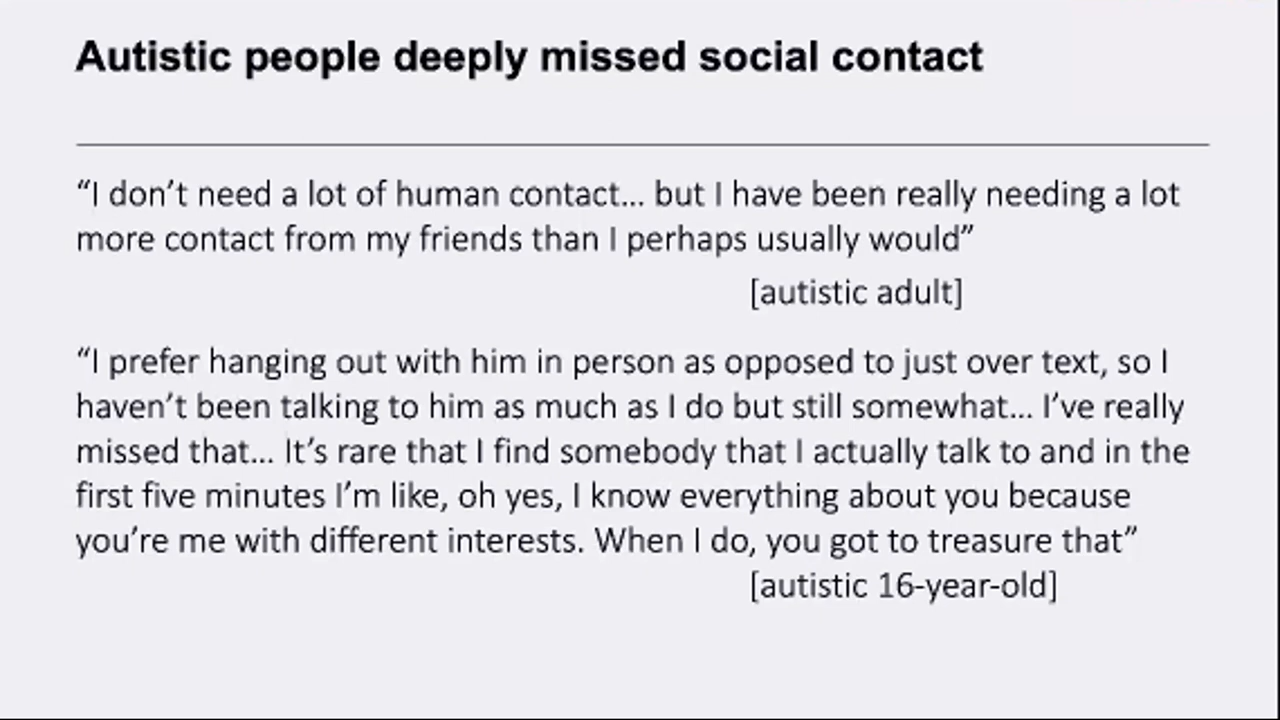 Autistic people deeply missed social contact
“I don’t need a lot of human contact... but I have been really needing a lot
more contact from my friends than I perhaps usually would”
[autistic adult]
“I prefer hanging out with him in person as opposed to just over text, so I
haven’t been talking to him as much as I do but still somewhat... I’ve really
missed that... It’s rare that I find somebody that I actually talk to and in the
first five minutes I’m like, oh yes, I know everything about you because
you’re me with different interests. When I do, you got to treasure that”
[autistic 16-year-old]